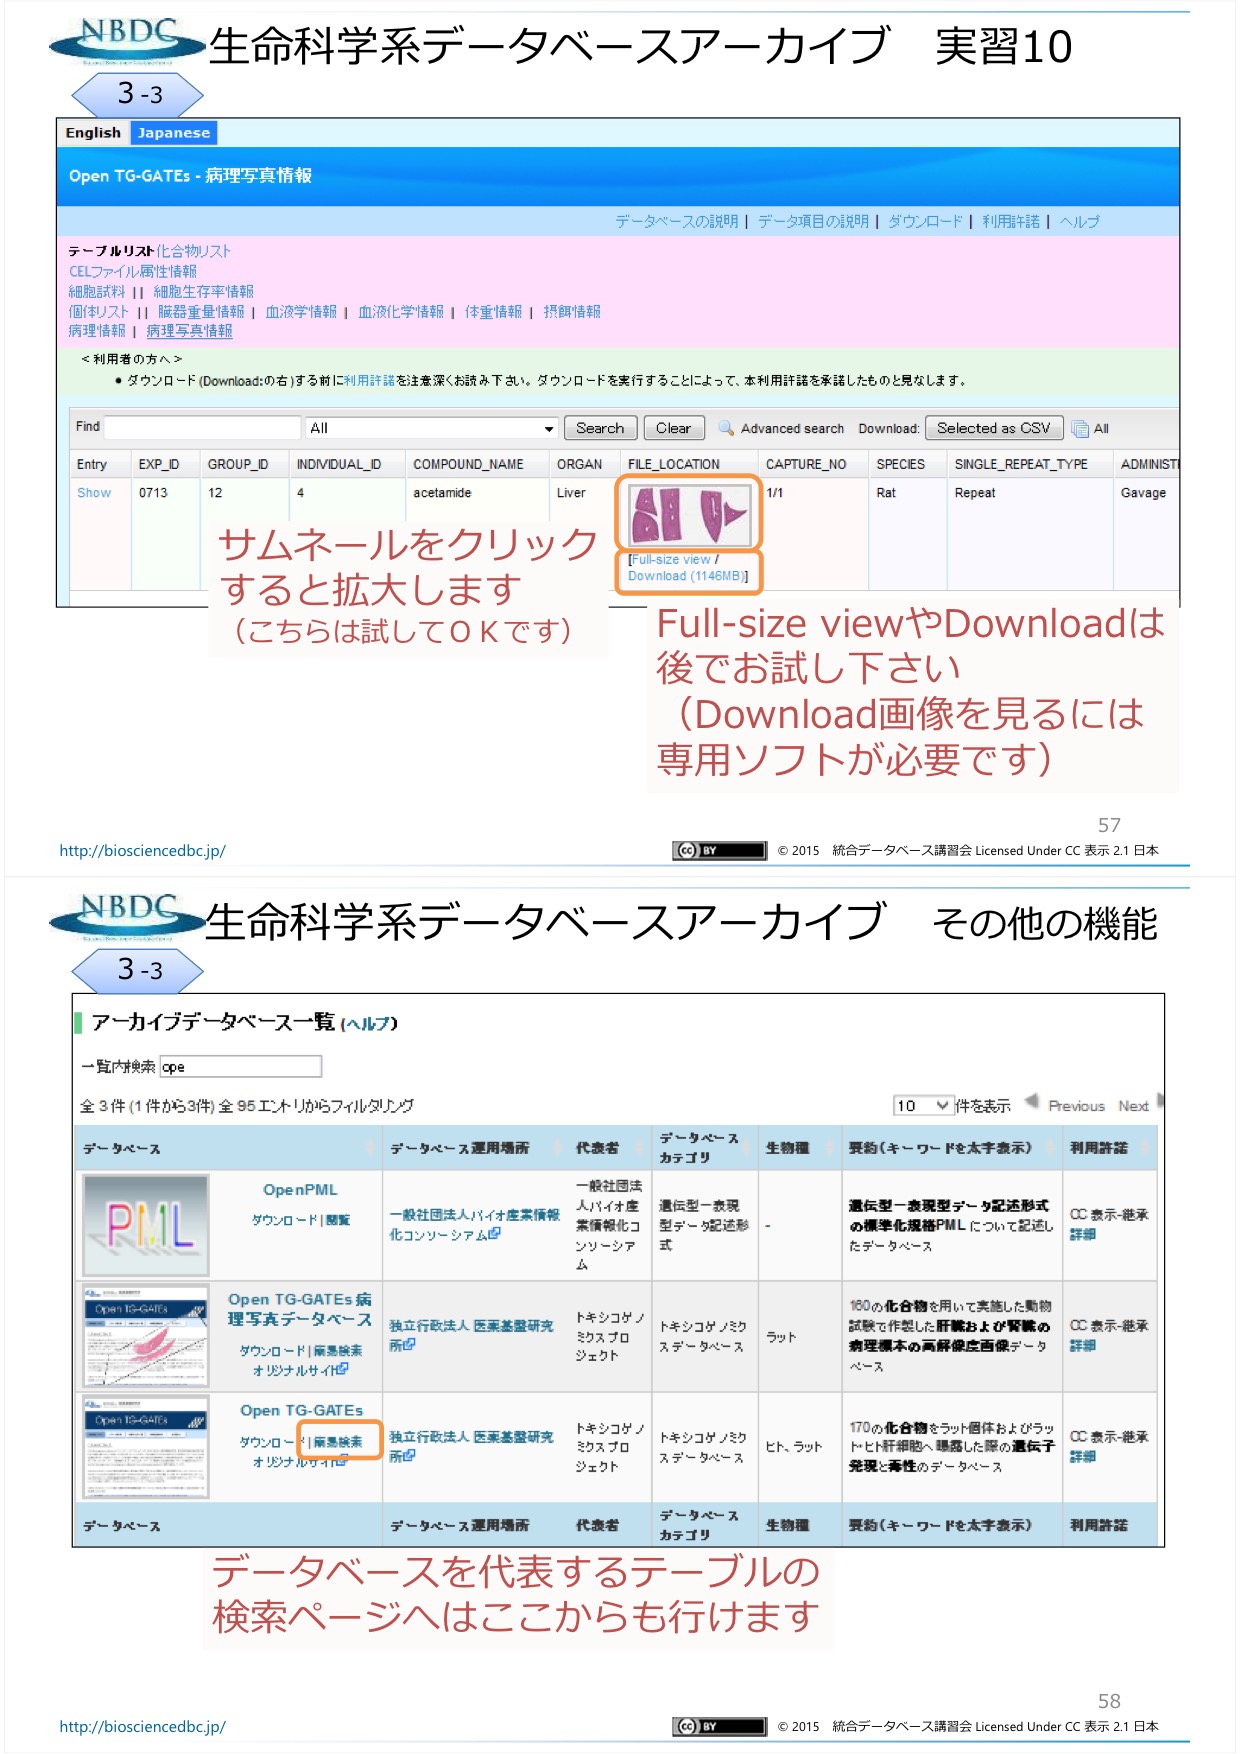 NBDC
生命科学系データベースアーカイブ　実習10
3-3
English Japanese
Open TG-GATEs - 病理写真情報
データベースの説明 | データ項目の説明 | ダウンロード | 利用許諾 | ヘルプ
テーブルリスト 化合物リスト
CELファイル属性情報
細胞試料 || 細胞生存率情報
個体リスト || 臓器重量情報 | 血液学情報 | 血液化学情報 | 体重情報 | 摂餌情報
病理情報 | 病理写真情報
＜利用者の方へ＞
• ダウンロード(Download:の右)する前に利用許諾を注意深くお読み下さい。ダウンロードを実行することによって、本利用許諾を承諾したものと見なします。
Find All Search Clear Advanced search Download: Selected as CSV All
Entry EXP_ID GROUP_ID INDIVIDUAL_ID COMPOUND_NAME ORGAN FILE_LOCATION CAPTURE_NO SPECIES SINGLE_REPEAT_TYPE ADMINISTI
Show 0713 12 4 acetamide Liver 1/1 Rat Repeat Gavage
[Full-size view /
Download (1146MB)]
サムネールをクリック
すると拡大します
（こちらは試してＯＫです）
Full-size viewやDownloadは
後でお試し下さい
（Download画像を見るには
専用ソフトが必要です）
57
http://biosciencedbc.jp/
(cc) BY © 2015　統合データベース講習会 Licensed Under CC 表示 2.1 日本
NBDC
生命科学系データベースアーカイブ　その他の機能
3-3
アーカイブデータベース一覧 (ヘルプ)
一覧内検索 ope
全 3 件 (1 件から3件) 全 95 エントリからフィルタリング
10 件を表示 Previous Next
データベース データベース運用場所 代表者 データベースカテゴリ 生物種 要約(キーワードを太字表示) 利用許諾
PML
OpenPML
ダウンロード | 閲覧
一般社団法人バイオ産業情報化コンソーシアム
一般社団法人バイオ産業情報化コンソーシアム
遺伝型－表現型データ記述形式
-
遺伝型－表現型データ記述形式の標準化規格PML について記述したデータベース
CC 表示-継承
詳細
Open TG-GATEs
Open TG-GATEs 病理写真データベース
ダウンロード | 簡易検索
オリジナルサイト
独立行政法人 医薬基盤研究所
トキシコゲノミクスプロジェクト
トキシコゲノミクスデータベース
ラット
160の化合物を用いて実施した動物試験で作製した肝臓および腎臓の病理標本の高解像度画像データベース
CC 表示-継承
詳細
Open TG-GATEs
Open TG-GATEs
ダウンロード | 簡易検索
オリジナルサイト
独立行政法人 医薬基盤研究所
トキシコゲノミクスプロジェクト
トキシコゲノミクスデータベース
ヒト、ラット
170の化合物をラット個体およびラット・ヒト肝細胞へ曝露した際の遺伝子発現と毒性のデータベース
CC 表示-継承
詳細
データベース データベース運用場所 代表者 データベースカテゴリ 生物種 要約(キーワードを太字表示) 利用許諾
データベースを代表するテーブルの
検索ページへはここからも行けます
58
http://biosciencedbc.jp/
(cc) BY © 2015　統合データベース講習会 Licensed Under CC 表示 2.1 日本